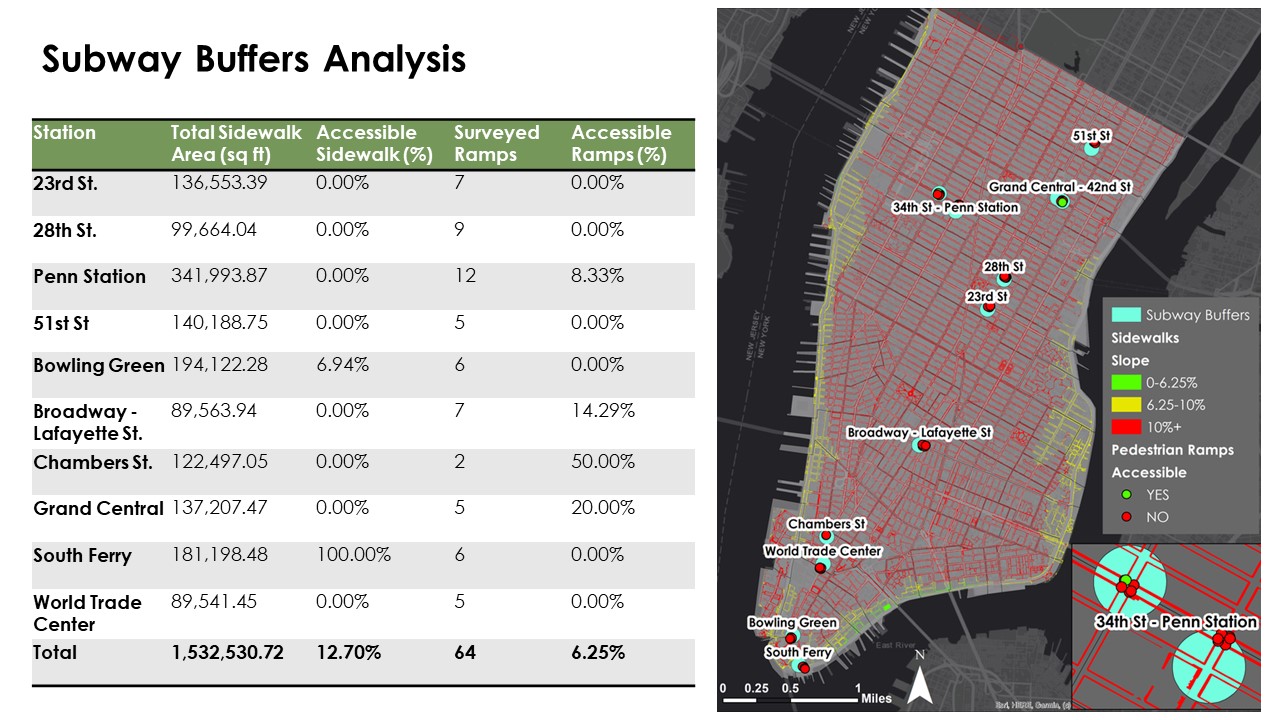 Subway Buffers Analysis
Station Total Sidewalk Area (sq ft) Accessible Sidewalk (%) Surveyed Ramps Accessible Ramps (%)
23rd St. 136,553.39 0.00% 7 0.00%
28th St. 99,664.04 0.00% 9 0.00%
Penn Station 341,993.87 0.00% 12 8.33%
51st St 140,188.75 0.00% 5 0.00%
Bowling Green 194,122.28 6.94% 6 0.00%
Broadway - Lafayette St. 89,563.94 0.00% 7 14.29%
Chambers St. 122,497.05 0.00% 2 50.00%
Grand Central 137,207.47 0.00% 5 20.00%
South Ferry 181,198.48 100.00% 6 0.00%
World Trade Center 89,541.45 0.00% 5 0.00%
Total 1,532,530.72 12.70% 64 6.25%
NEW YORK
51st St
Grand Central - 42nd St
34th St - Penn Station
28th St
23rd St
NEW JERSEY
NEW YORK
Broadway - Lafayette St
Chambers St
World Trade Center
Bowling Green
South Ferry
East River
N
0 0.25 0.5 1
Miles
Subway Buffers
Sidewalks
Slope
0-6.25%
6.25-10%
10%+
Pedestrian Ramps
Accessible
YES
NO
34th St - Penn Station